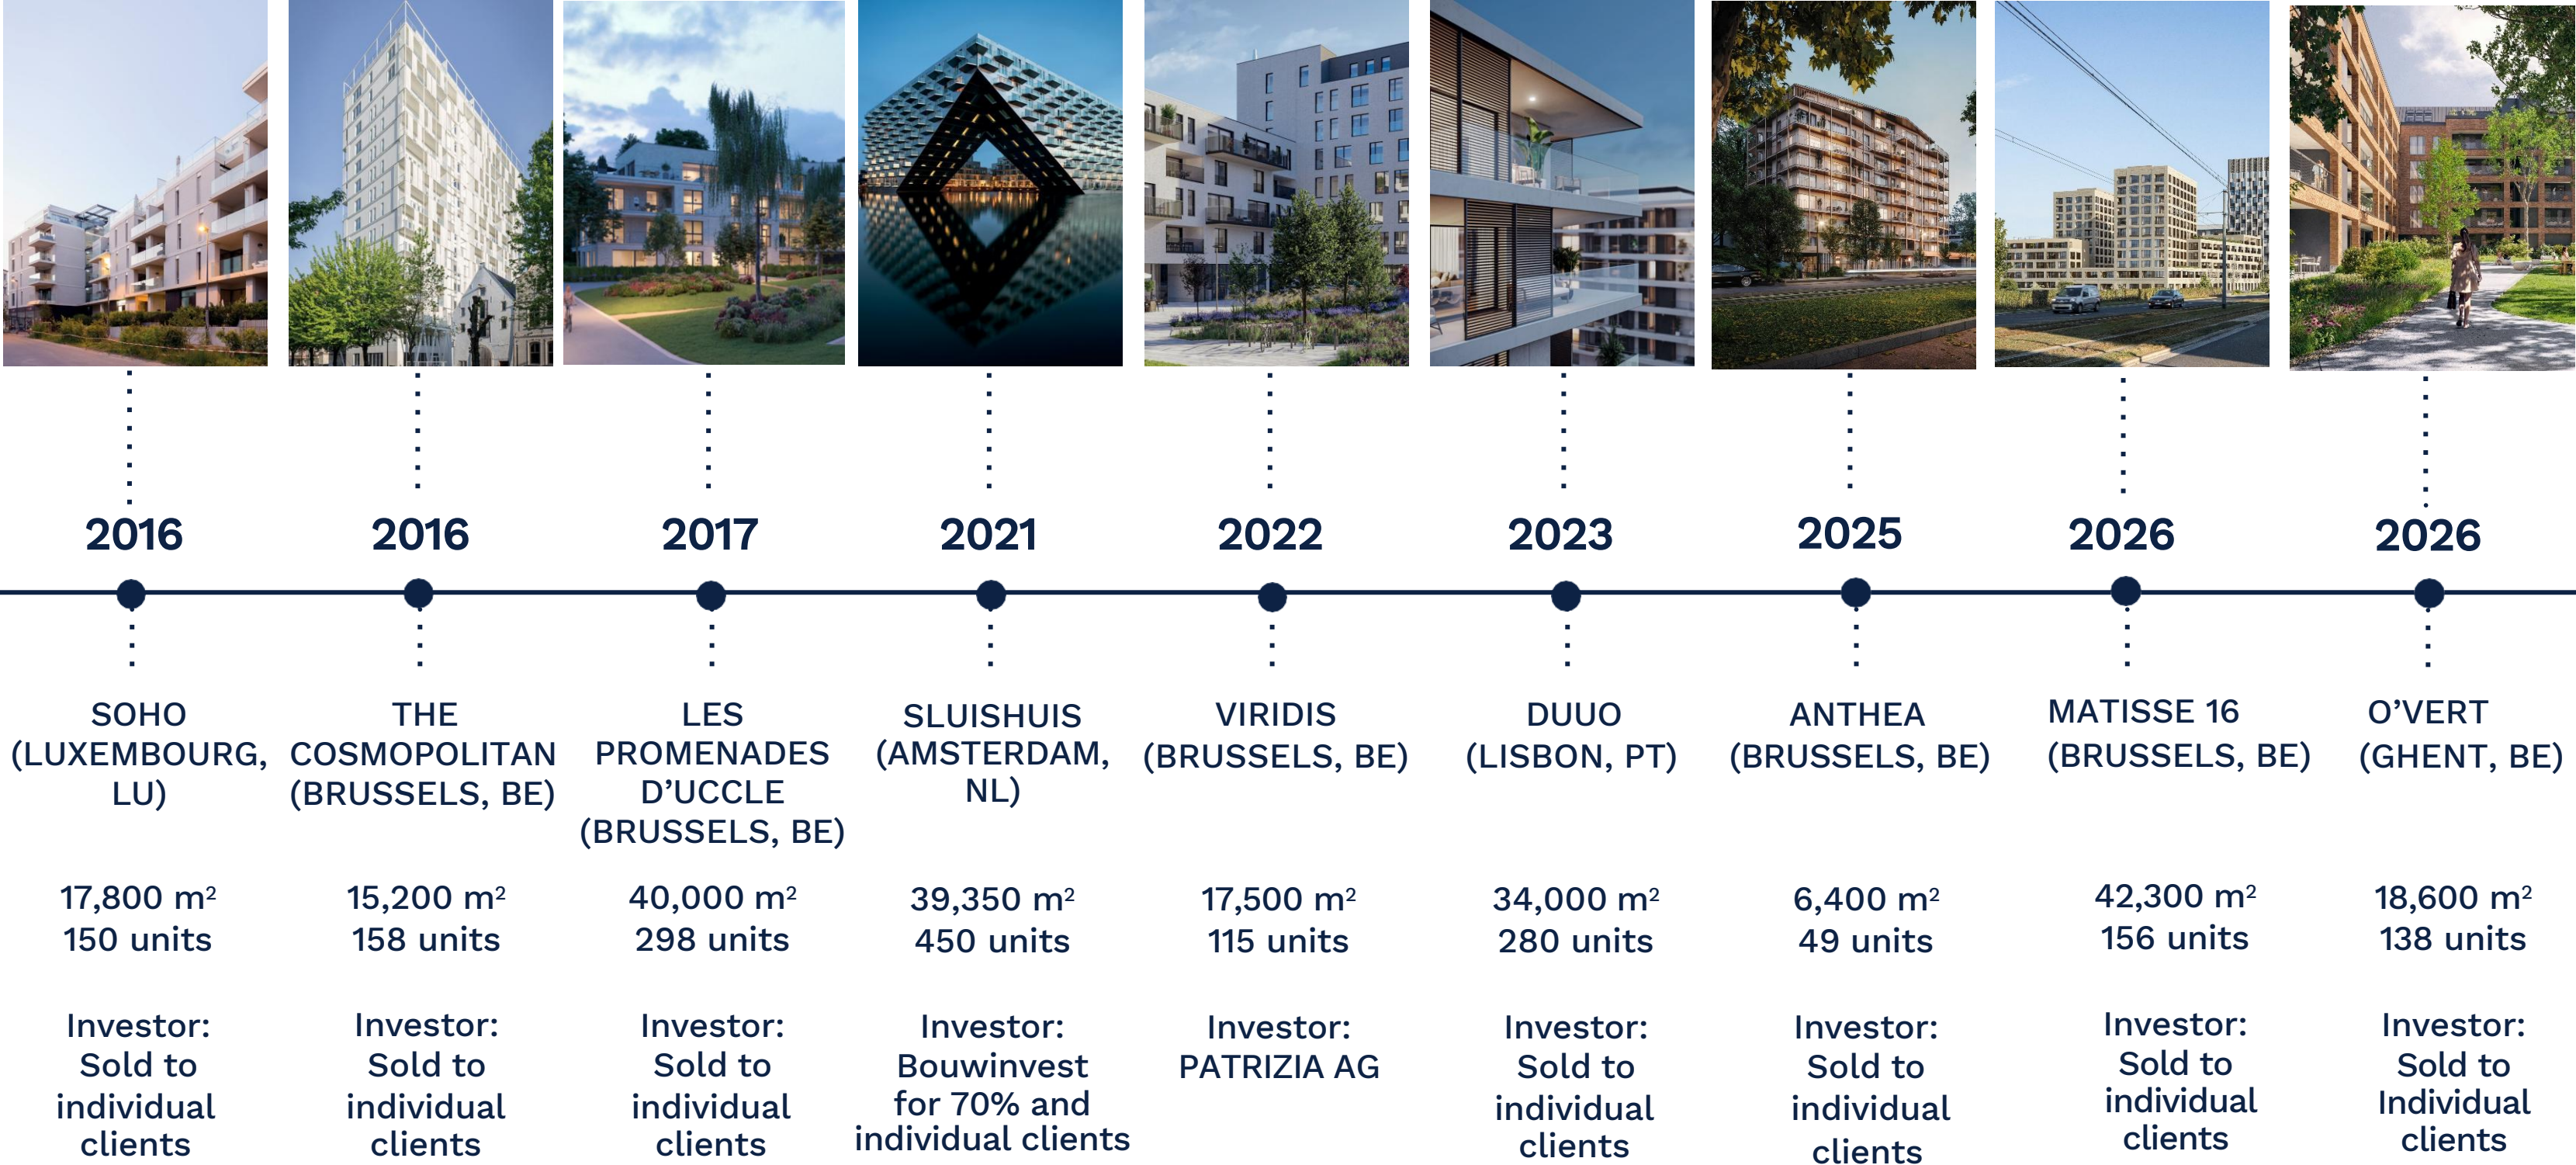 2016
2016
2017
2021
2022
2023
2025
2026
2026
SOHO
(LUXEMBOURG,
LU)
17,800 m²
150 units
Investor:
Sold to
individual
clients
THE
COSMOPOLITAN
(BRUSSELS, BE)
15,200 m²
158 units
Investor:
Sold to
individual
clients
LES
PROMENADES
D’UCCLE
(BRUSSELS, BE)
40,000 m²
298 units
Investor:
Sold to
individual
clients
SLUISHUIS
(AMSTERDAM,
NL)
39,350 m²
450 units
Investor:
Bouwinvest
for 70% and
individual clients
VIRIDIS
(BRUSSELS, BE)
17,500 m²
115 units
Investor:
PATRIZIA AG
DUUO
(LISBON, PT)
34,000 m²
280 units
Investor:
Sold to
individual
clients
ANTHEA
(BRUSSELS, BE)
6,400 m²
49 units
Investor:
Sold to
individual
clients
MATISSE 16
(BRUSSELS, BE)
42,300 m²
156 units
Investor:
Sold to
individual
clients
O’VERT
(GHENT, BE)
18,600 m²
138 units
Investor:
Sold to
Individual
clients